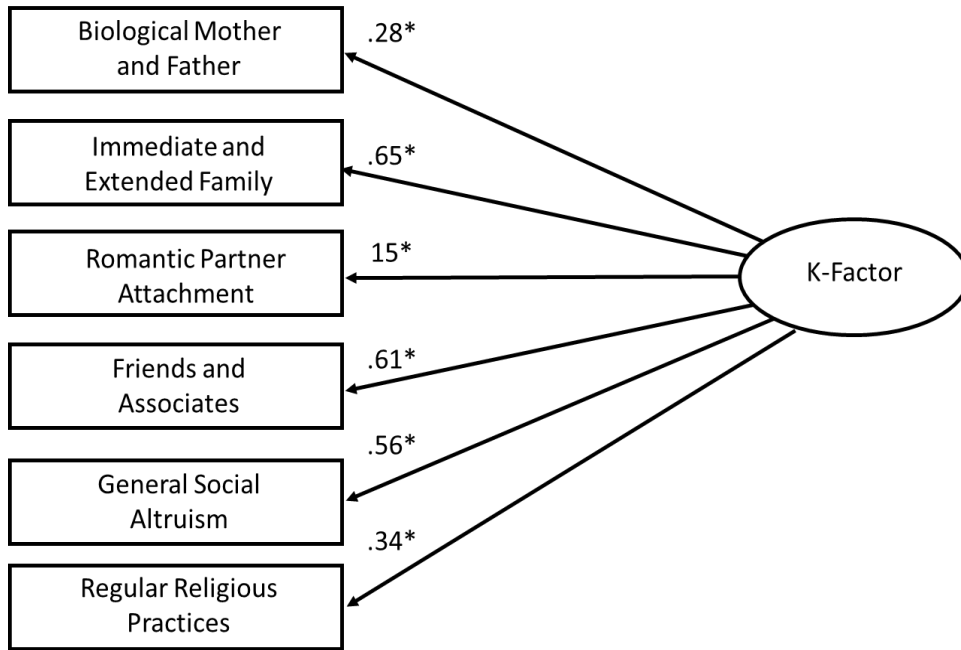 Biological Mother
and Father
.28*
Immediate and
Extended Family
.65*
Romantic Partner
Attachment
15*
K-Factor
Friends and
Associates
.61*
General Social
Altruism
.56*
Regular Religious
Practices
.34*